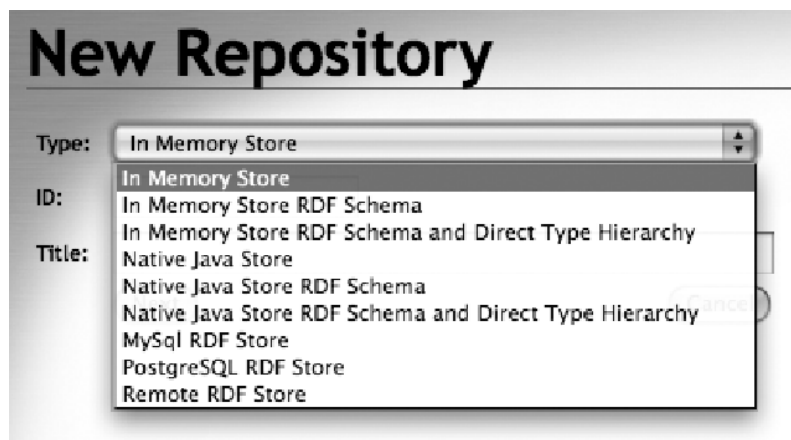 New Repository
Type: In Memory Store
In Memory Store
ID:
In Memory Store RDF Schema
In Memory Store RDF Schema and Direct Type Hierarchy
Title:
Native Java Store
Native Java Store RDF Schema
Native Java Store RDF Schema and Direct Type Hierarchy
Cancel
MySql RDF Store
PostgreSQL RDF Store
Remote RDF Store